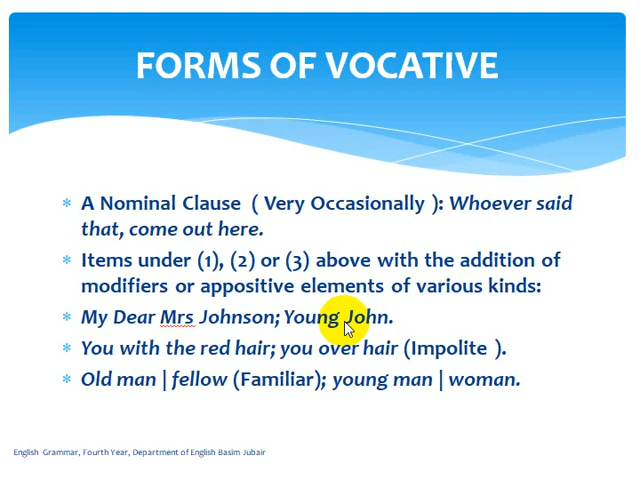 FORMS OF VOCATIVE
* A Nominal Clause ( Very Occasionally ): Whoever said
that, come out here.
* Items under (1), (2) or (3) above with the addition of
modifiers or appositive elements of various kinds:
* My Dear Mrs Johnson; Young John.
* You with the red hair; you over hair (Impolite ).
* Old man | fellow (Familiar); young man | woman.
English Grammar, Fourth Year, Department of English Basim Jubair